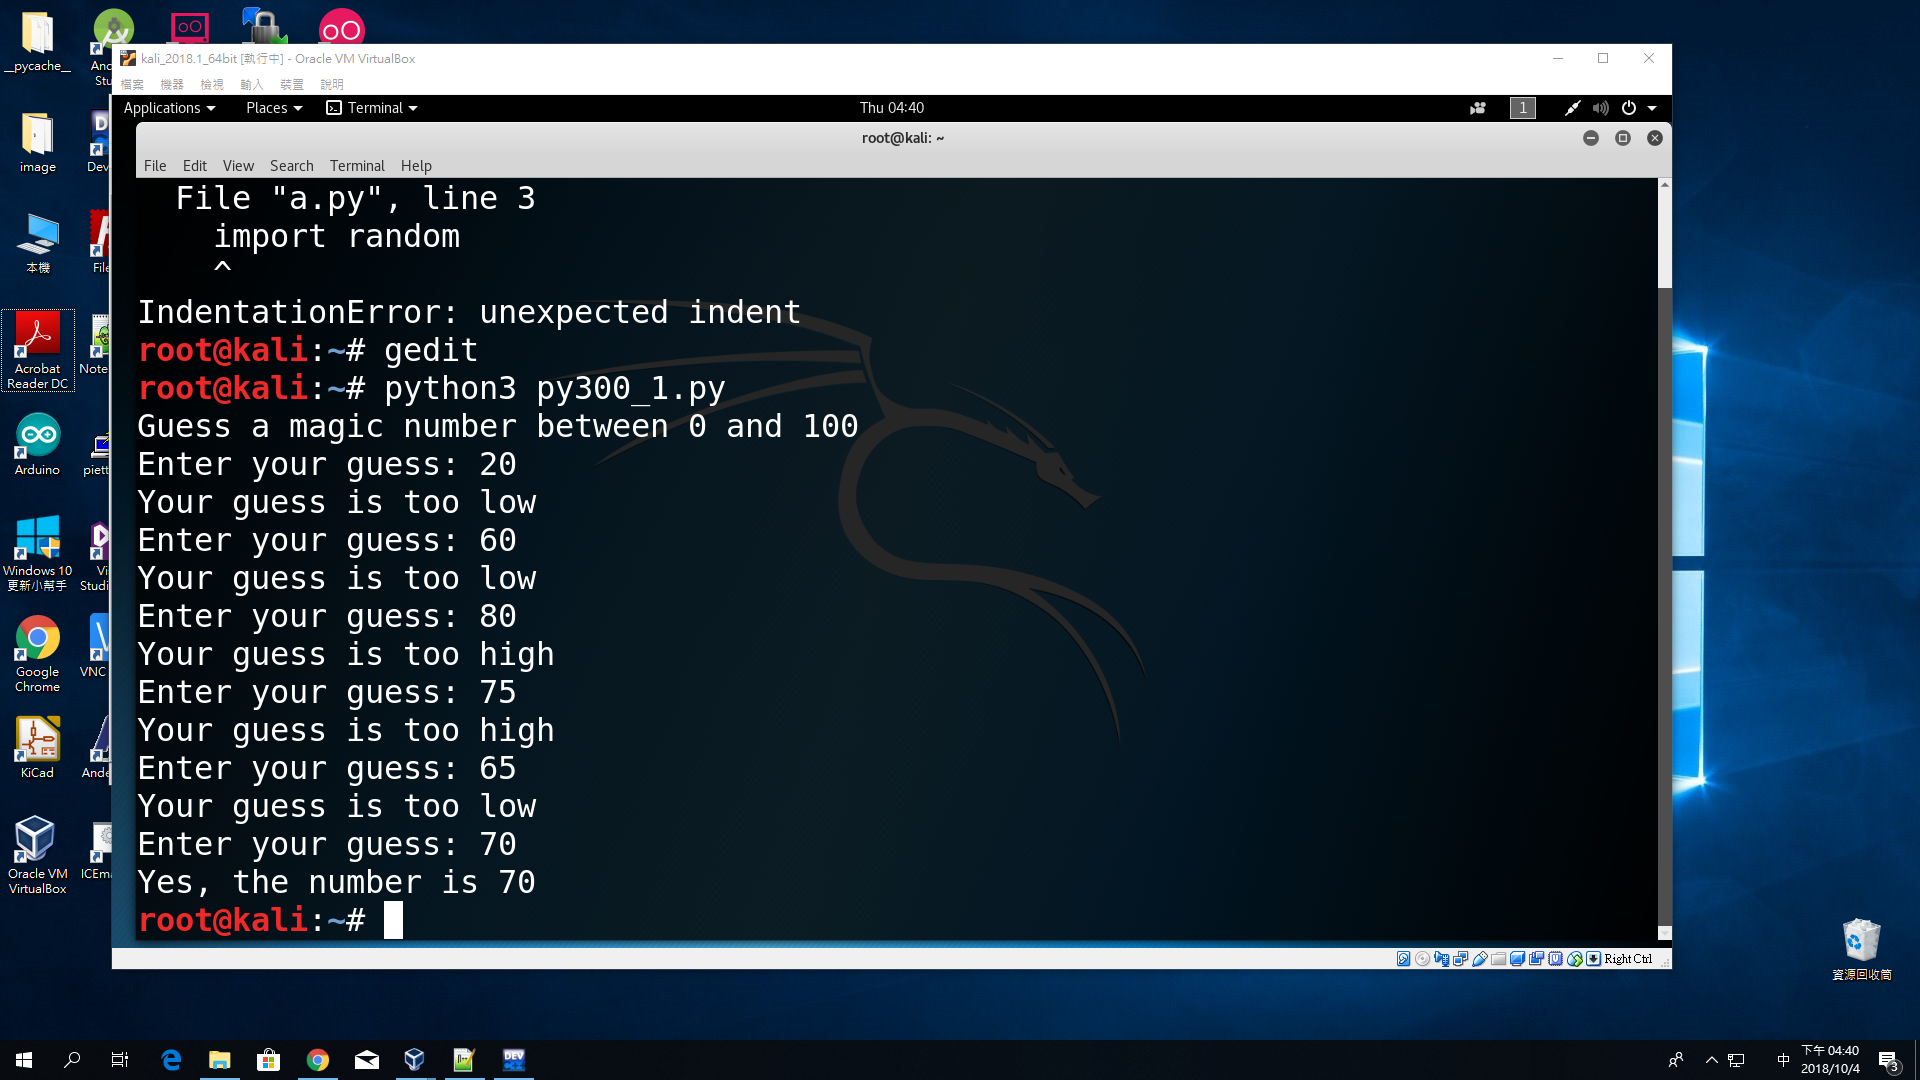 __pycache__
image
Dev
本機
File
Acrobat
Reader DC
Note
Arduino
piett
Windows 10
更新小幫手
Vi
Studi
Google
Chrome
VNC
KiCad
Ande
Oracle VM
VirtualBox
ICEm
And
Stu
kali_2018.1_64bit [執行中] - Oracle VM VirtualBox
檔案 機器 檢視 輸入 裝置 說明
Applications Places Terminal Thu 04:40 1
root@kali: ~
File Edit View Search Terminal Help
File "a.py", line 3
import random
^
IndentationError: unexpected indent
root@kali:~# gedit
root@kali:~# python3 py300_1.py
Guess a magic number between 0 and 100
Enter your guess: 20
Your guess is too low
Enter your guess: 60
Your guess is too low
Enter your guess: 80
Your guess is too high
Enter your guess: 75
Your guess is too high
Enter your guess: 65
Your guess is too low
Enter your guess: 70
Yes, the number is 70
root@kali:~#
Right Ctrl
資源回收筒
DEV
中
下午 04:40
2018/10/4
3